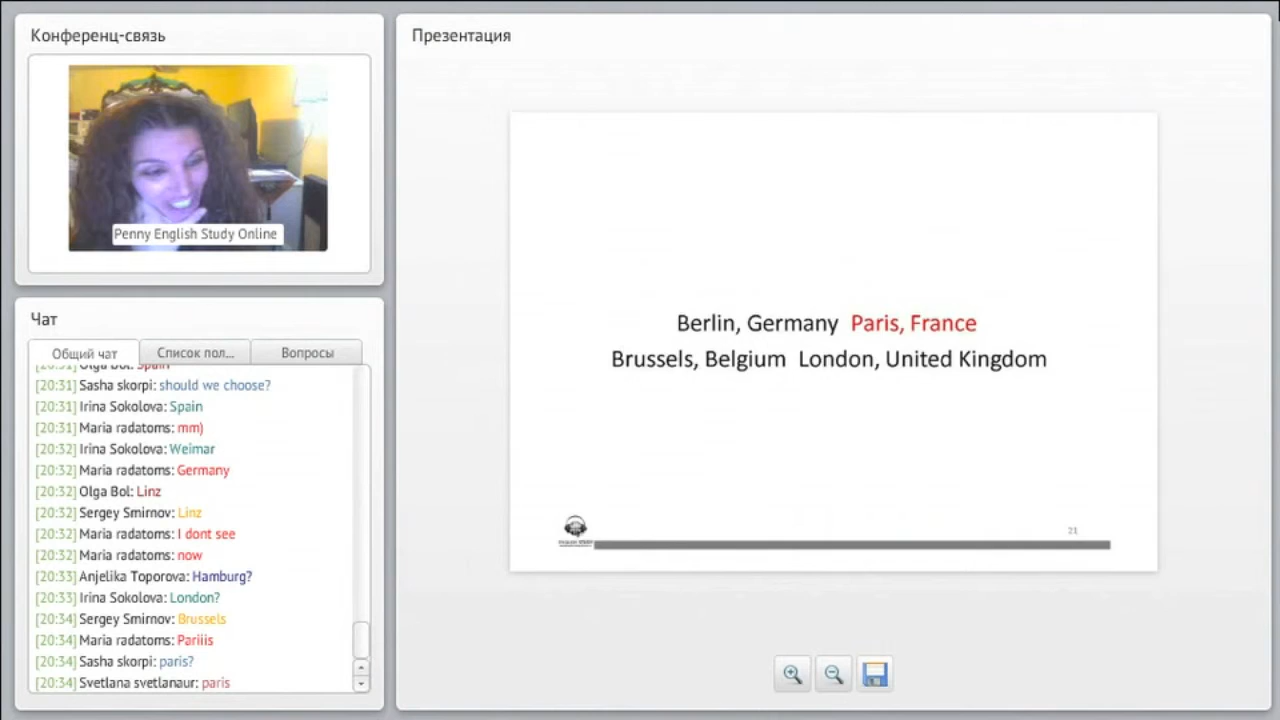 Конференц-связь
Penny English Study Online
Чат
Общий чат
Список пол...
Вопросы
Olga Bol: Spain
[20:31] Sasha skorpi: should we choose?
[20:31] Irina Sokolova: Spain
[20:31] Maria radatoms: mm)
[20:32] Irina Sokolova: Weimar
[20:32] Maria radatoms: Germany
[20:32] Olga Bol: Linz
[20:32] Sergey Smirnov: Linz
[20:32] Maria radatoms: I dont see
[20:32] Maria radatoms: now
[20:33] Anjelika Toporova: Hamburg?
[20:33] Irina Sokolova: London?
[20:34] Sergey Smirnov: Brussels
[20:34] Maria radatoms: Pariiis
[20:34] Sasha skorpi: paris?
[20:34] Svetlana svetlanaur: paris
Презентация
Berlin, Germany Paris, France
Brussels, Belgium London, United Kingdom
21